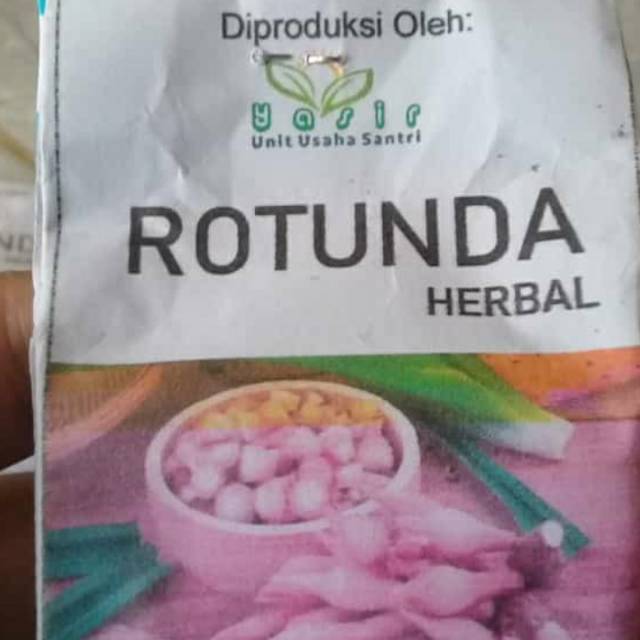 Diproduksi Oleh:
Yasir
Unit Usaha Santri
ROTUNDA
HERBAL